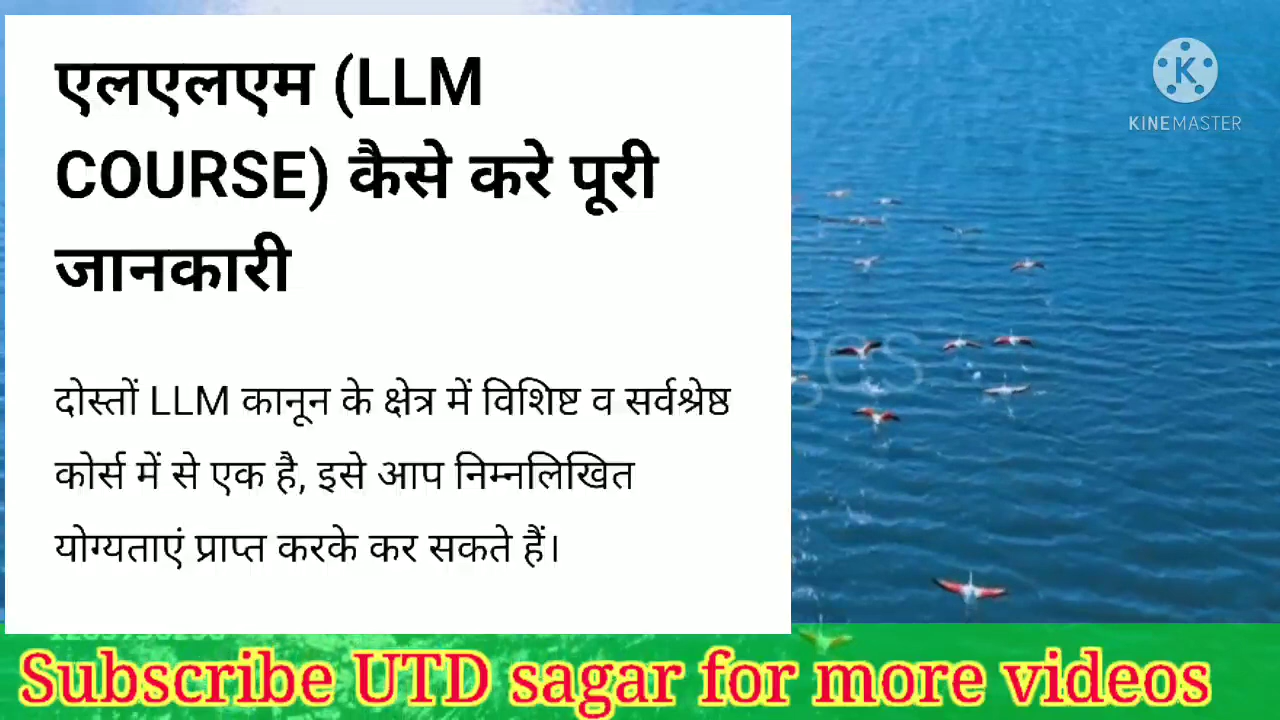 एलएलएम (LLM
COURSE) कैसे करे पूरी
जानकारी
दोस्तों LLM कानून के क्षेत्र में विशिष्ट व सर्वश्रेष्ठ
कोर्स में से एक है, इसे आप निम्नलिखित
योग्यताएं प्राप्त करके कर सकते हैं।
K
KINEMASTER
Subscribe UTD sagar for more videos